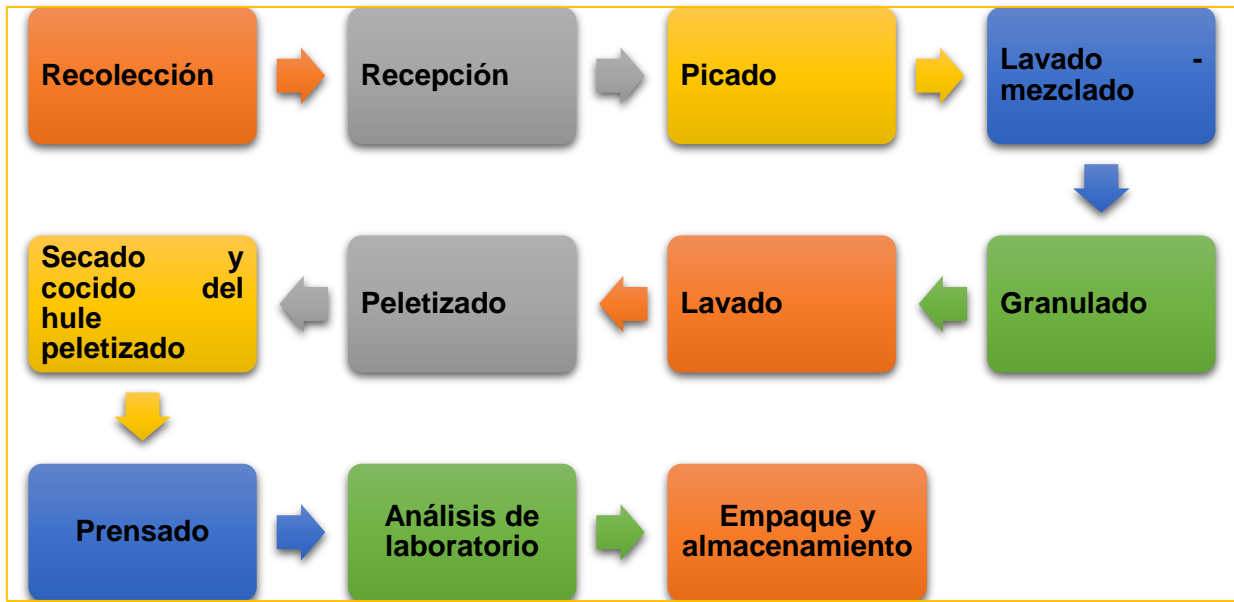 Recolección
Recepción
Picado
Lavado -
mezclado
Granulado
Lavado
Peletizado
Secado y
cocido del
hule
peletizado
Prensado
Análisis de
laboratorio
Empaque y
almacenamiento